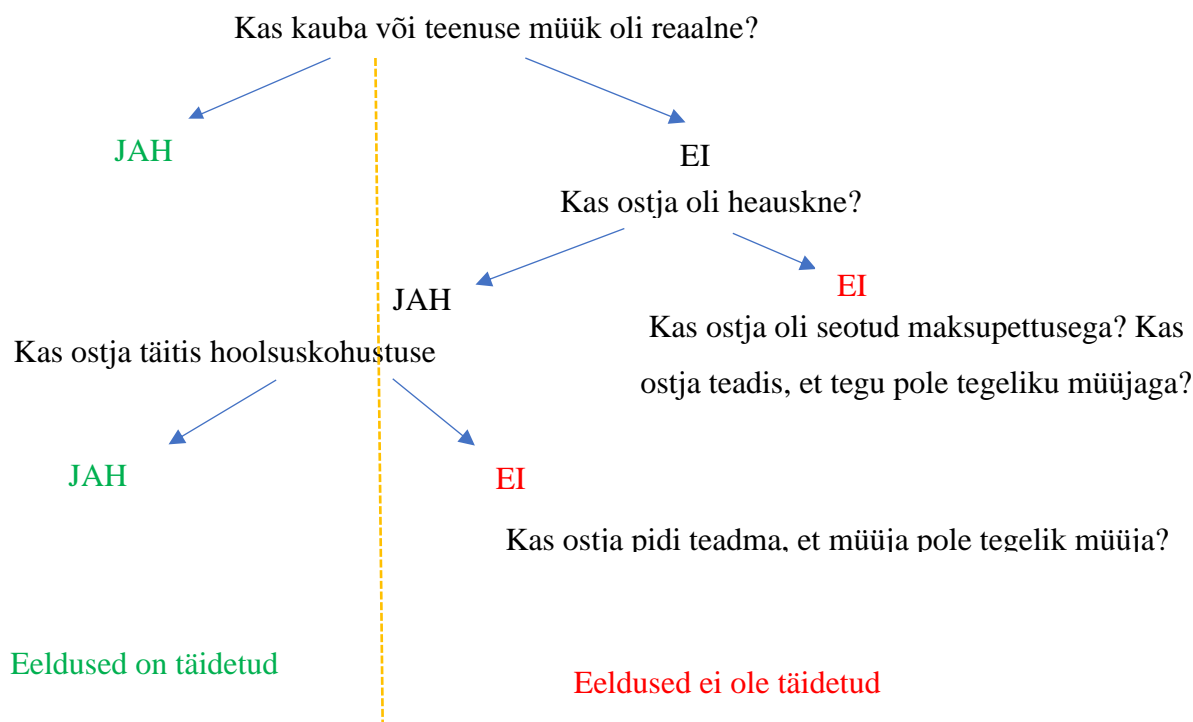 Kas kauba või teenuse müük oli reaalne?
JAH
EI
Kas ostja oli heauskne?
JAH
EI
Kas ostja oli seotud maksupettusega? Kas
ostja teadis, et tegu pole tegeliku müüjaga?
Kas ostja täitis hoolsuskohustuse
JAH
EI
Kas ostja pidi teadma, et müüja pole tegelik müüja?
Eeldused on täidetud
Eeldused ei ole täidetud